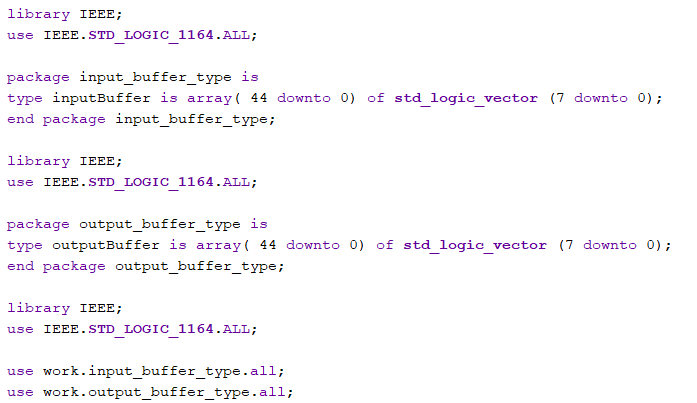 library IEEE;
use IEEE.STD_LOGIC_1164.ALL;
package input_buffer_type is
type inputBuffer is array( 44 downto 0) of std_logic_vector (7 downto 0);
end package input_buffer_type;
library IEEE;
use IEEE.STD_LOGIC_1164.ALL;
package output_buffer_type is
type outputBuffer is array( 44 downto 0) of std_logic_vector (7 downto 0);
end package output_buffer_type;
library IEEE;
use IEEE.STD_LOGIC_1164.ALL;
use work.input_buffer_type.all;
use work.output_buffer_type.all;